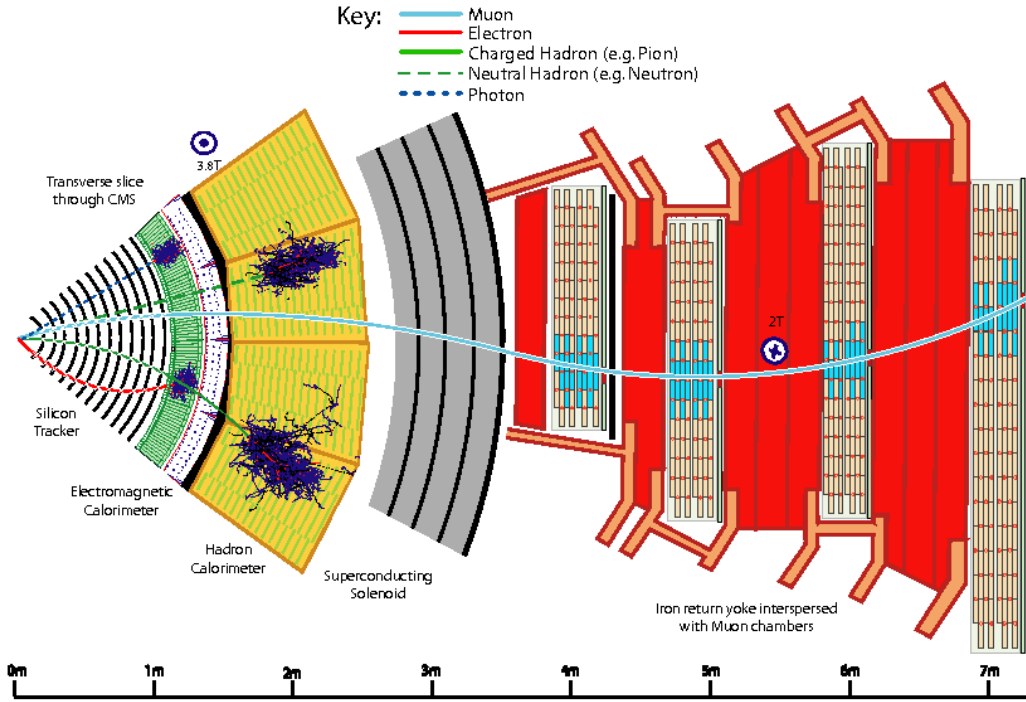 Key:
Muon
Electron
Charged Hadron (e.g. Pion)
Neutral Hadron (e.g. Neutron)
Photon
3.8T
Transverse slice
through CMS
2T
Silicon
Tracker
Electromagnetic
Calorimeter
Hadron
Calorimeter
Superconducting
Solenoid
Iron return yoke interspersed
with Muon chambers
0m 1m 2m 3m 4m 5m 6m 7m